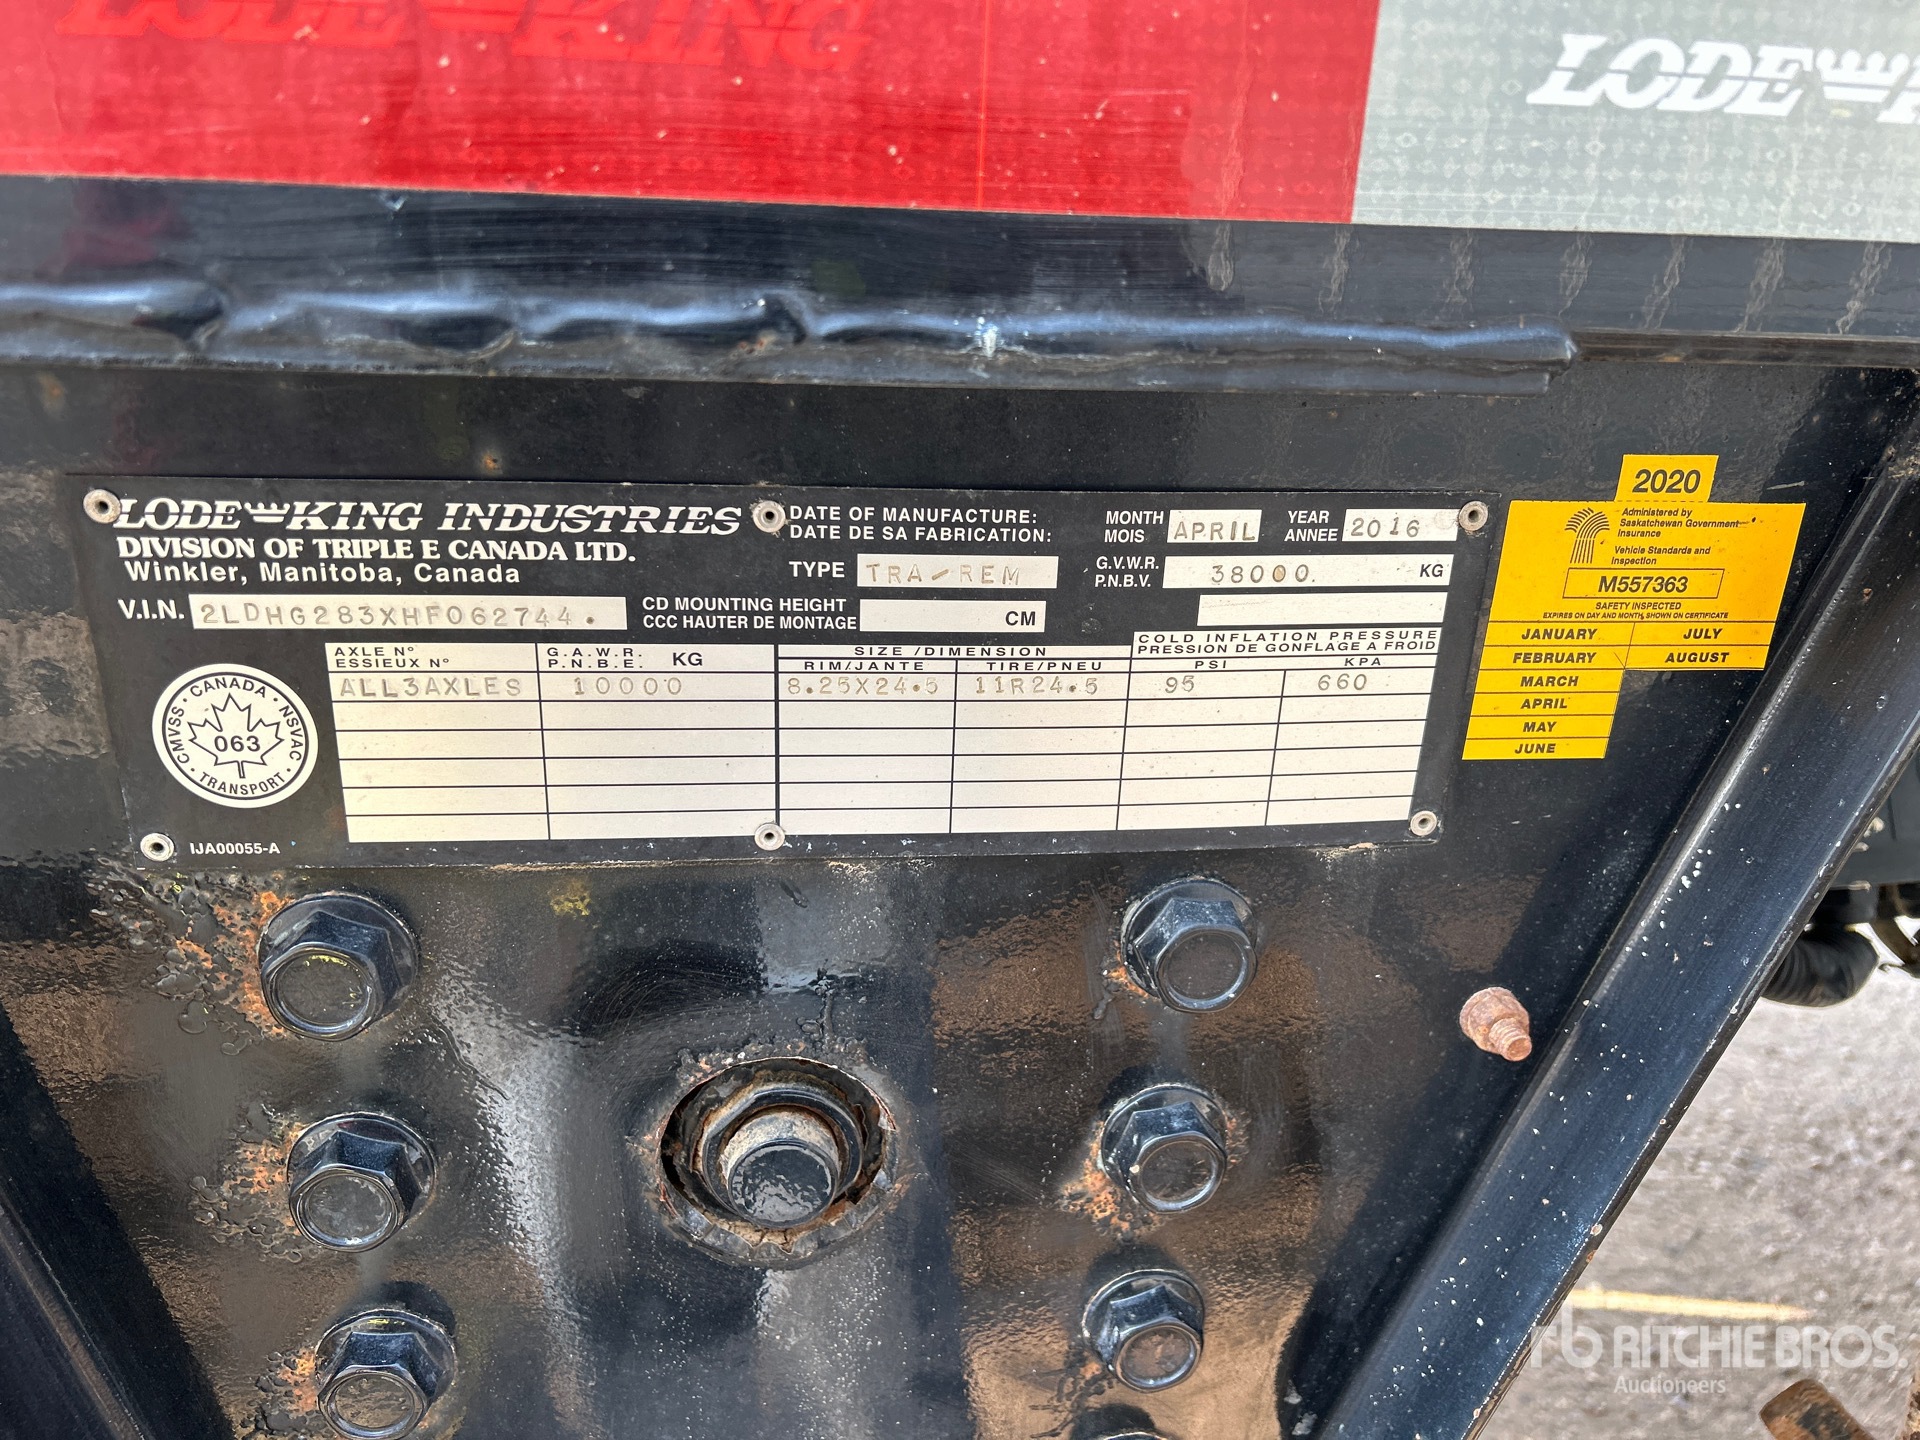 LODE KING
LODE
LODE KING INDUSTRIES
DIVISION OF TRIPLE E CANADA LTD.
Winkler, Manitoba, Canada
DATE OF MANUFACTURE:
DATE DE SA FABRICATION:
MONTH
MOIS
APRIL
YEAR
ANNEE
2016
TYPE TRA-REM
G.V.W.R.
P.N.B.V.
38000. KG
V.I.N. 2LDHG283XHF062744.
CD MOUNTING HEIGHT
CCC HAUTER DE MONTAGE
CM
AXLE N°
ESSIEUX N°
G.A.W.R.
P.N.B.E.
KG
SIZE /DIMENSION
RIM/JANTE TIRE/PNEU
COLD INFLATION PRESSURE
PRESSION DE GONFLAGE A FROID
PSI KPA
ALL3AXLES 10000 8.25X24.5 11R24.5 95 660
CMVSS · CANADA · NSVAC · TRANSPORT ·
063
IJA00055-A
2020
Administered by
Saskatchewan Government
Insurance
Vehicle Standards and
Inspection
M557363
SAFETY INSPECTED
EXPIRES ON DAY AND MONTH SHOWN ON CERTIFICATE
JANUARY JULY
FEBRUARY AUGUST
MARCH
APRIL
MAY
JUNE
rb RITCHIE BROS.
Auctioneers